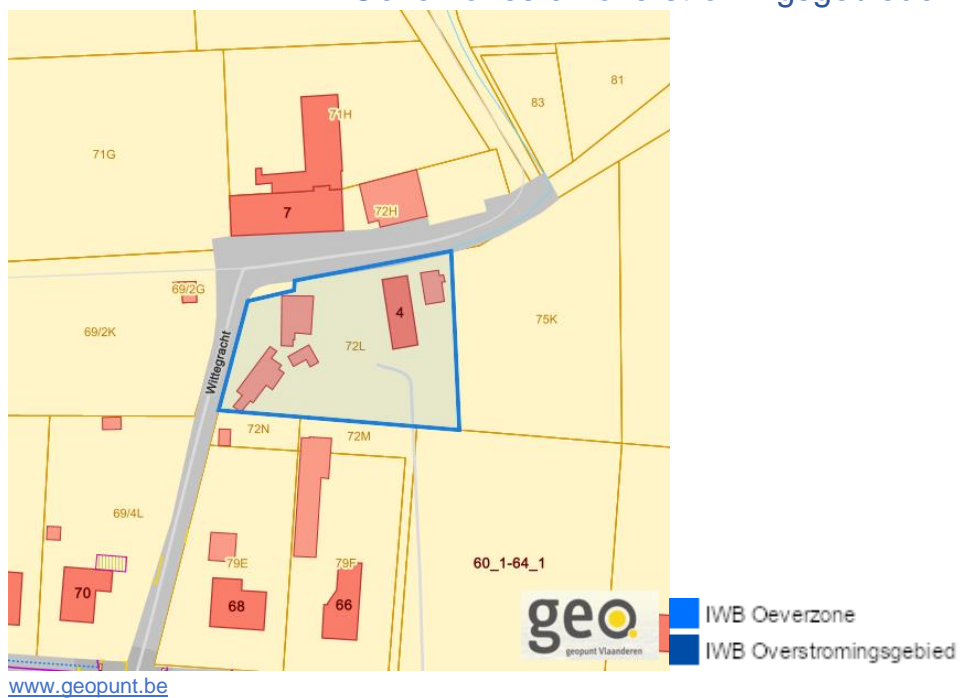 81
83
71H
71G
7
72H
69/2G
4
75K
69/2K
72L
Wittegracht
72N
72M
69/4L
79E
79F
60_1-64_1
70
68
66
geo.
geopunt Vlaanderen
IWB Oeverzone
IWB Overstromingsgebied
www.geopunt.be